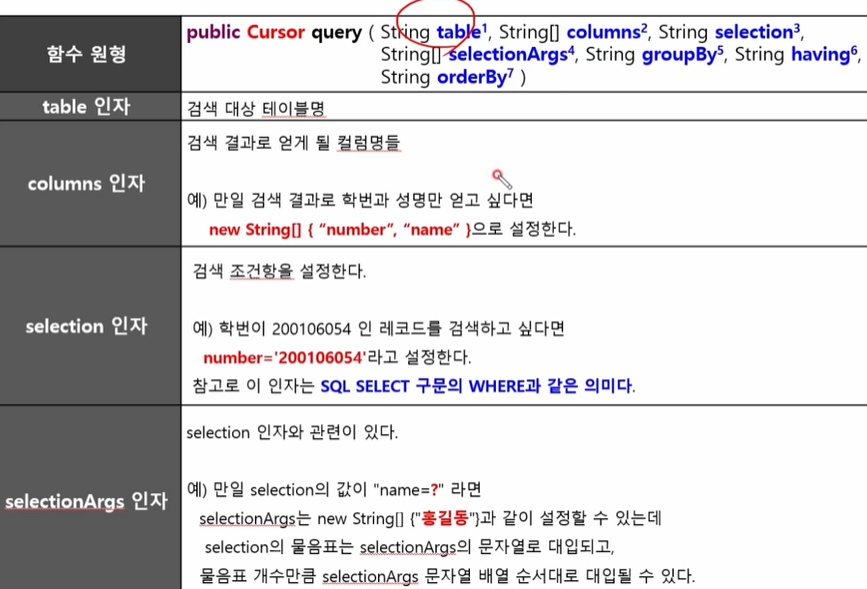 함수 원형
public Cursor query ( String table¹, String[] columns², String selection³,
String[] selectionArgs⁴, String groupBy⁵, String having⁶,
String orderBy⁷ )
table 인자
검색 대상 테이블명
columns 인자
검색 결과로 얻게 될 컬럼명들
예) 만일 검색 결과로 학번과 성명만 얻고 싶다면
new String[] { “number”, “name” }으로 설정한다.
selection 인자
검색 조건항을 설정한다.
예) 학번이 200106054 인 레코드를 검색하고 싶다면
number='200106054'라고 설정한다.
참고로 이 인자는 SQL SELECT 구문의 WHERE과 같은 의미다.
selectionArgs 인자
selection 인자와 관련이 있다.
예) 만일 selection의 값이 "name=?" 라면
selectionArgs는 new String[] {"홍길동"}과 같이 설정할 수 있는데
selection의 물음표는 selectionArgs의 문자열로 대입되고,
물음표 개수만큼 selectionArgs 문자열 배열 순서대로 대입될 수 있다.